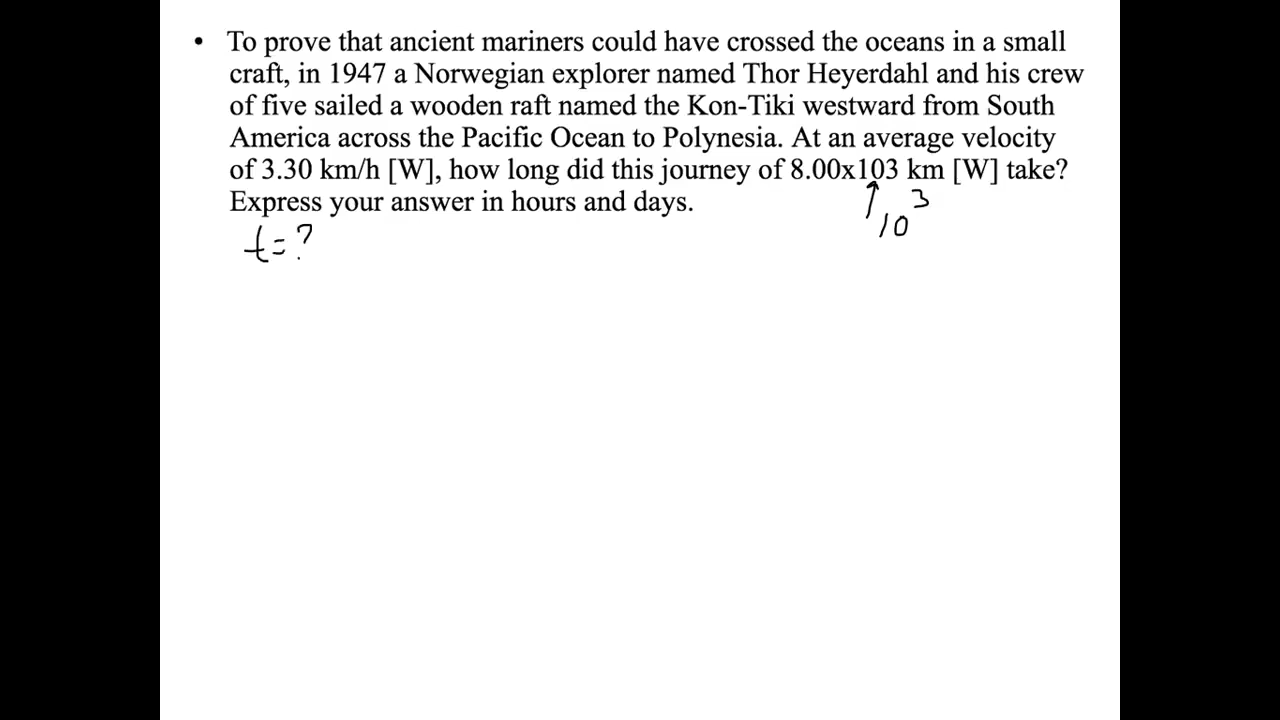 • To prove that ancient mariners could have crossed the oceans in a small
craft, in 1947 a Norwegian explorer named Thor Heyerdahl and his crew
of five sailed a wooden raft named the Kon-Tiki westward from South
America across the Pacific Ocean to Polynesia. At an average velocity
of 3.30 km/h [W], how long did this journey of 8.00x103 km [W] take?
Express your answer in hours and days.
10³
t=?